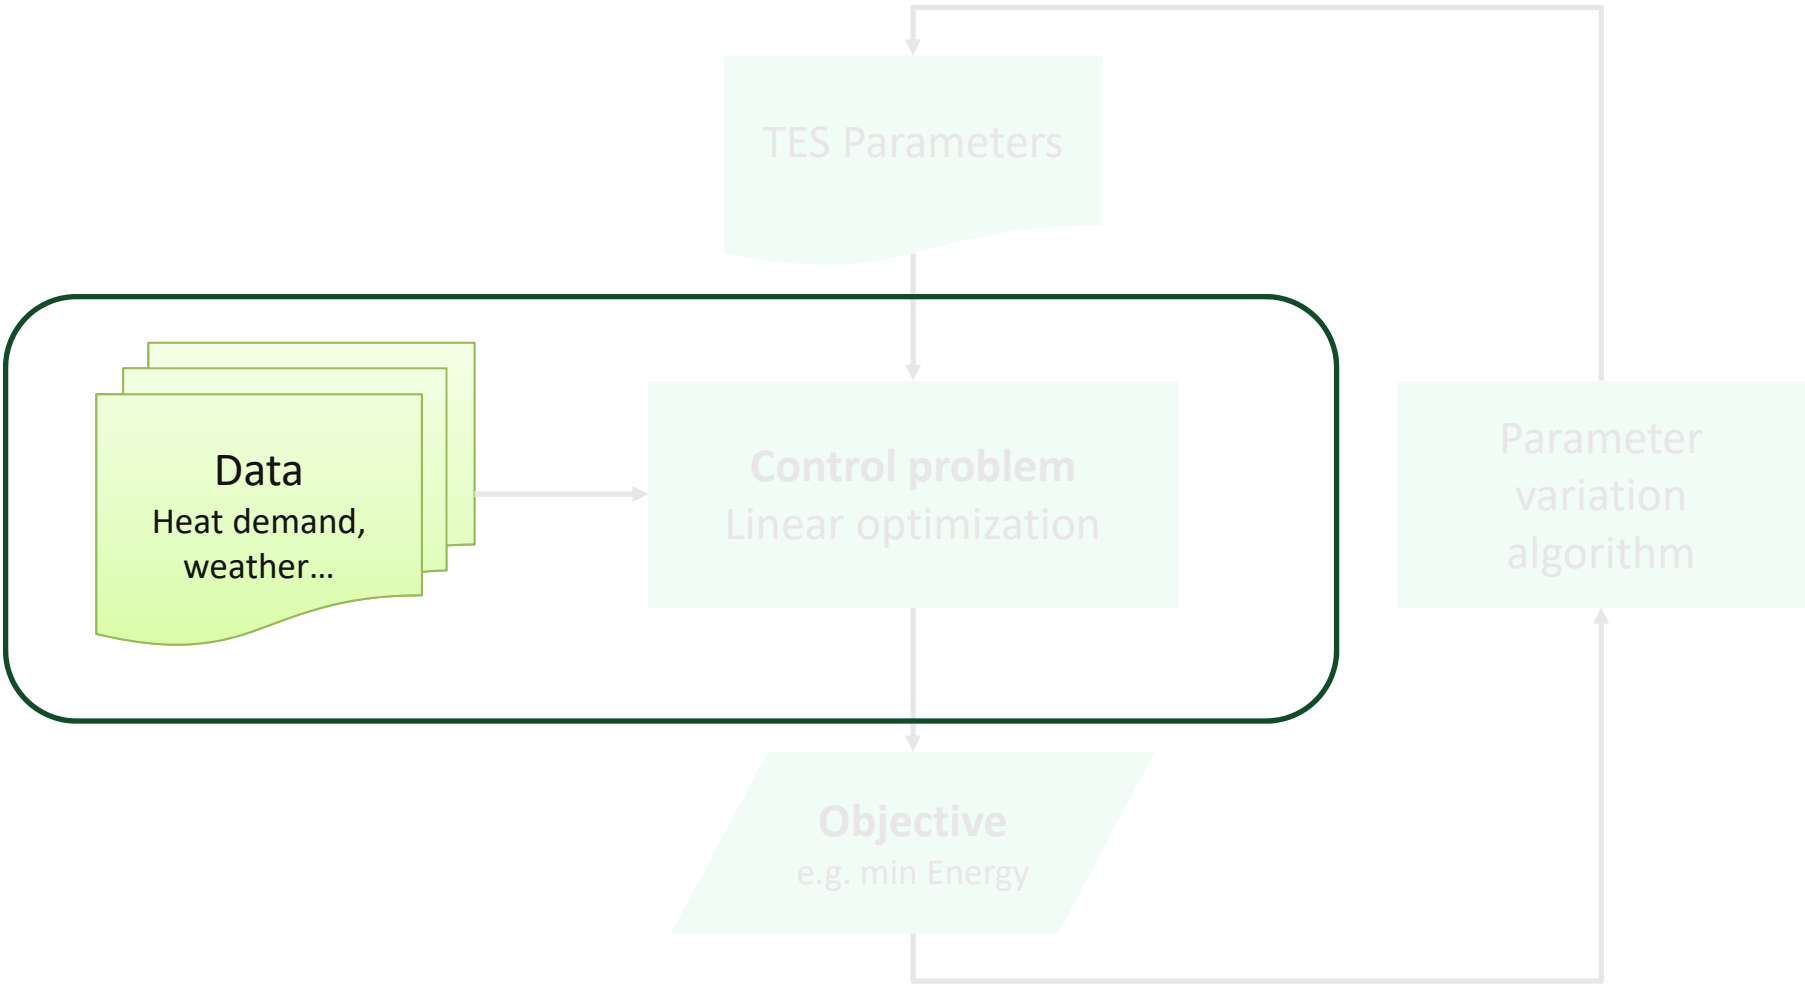 TES Parameters
Data
Heat demand,
weather...
Control problem
Linear optimization
Parameter
variation
algorithm
Objective
e.g. min Energy